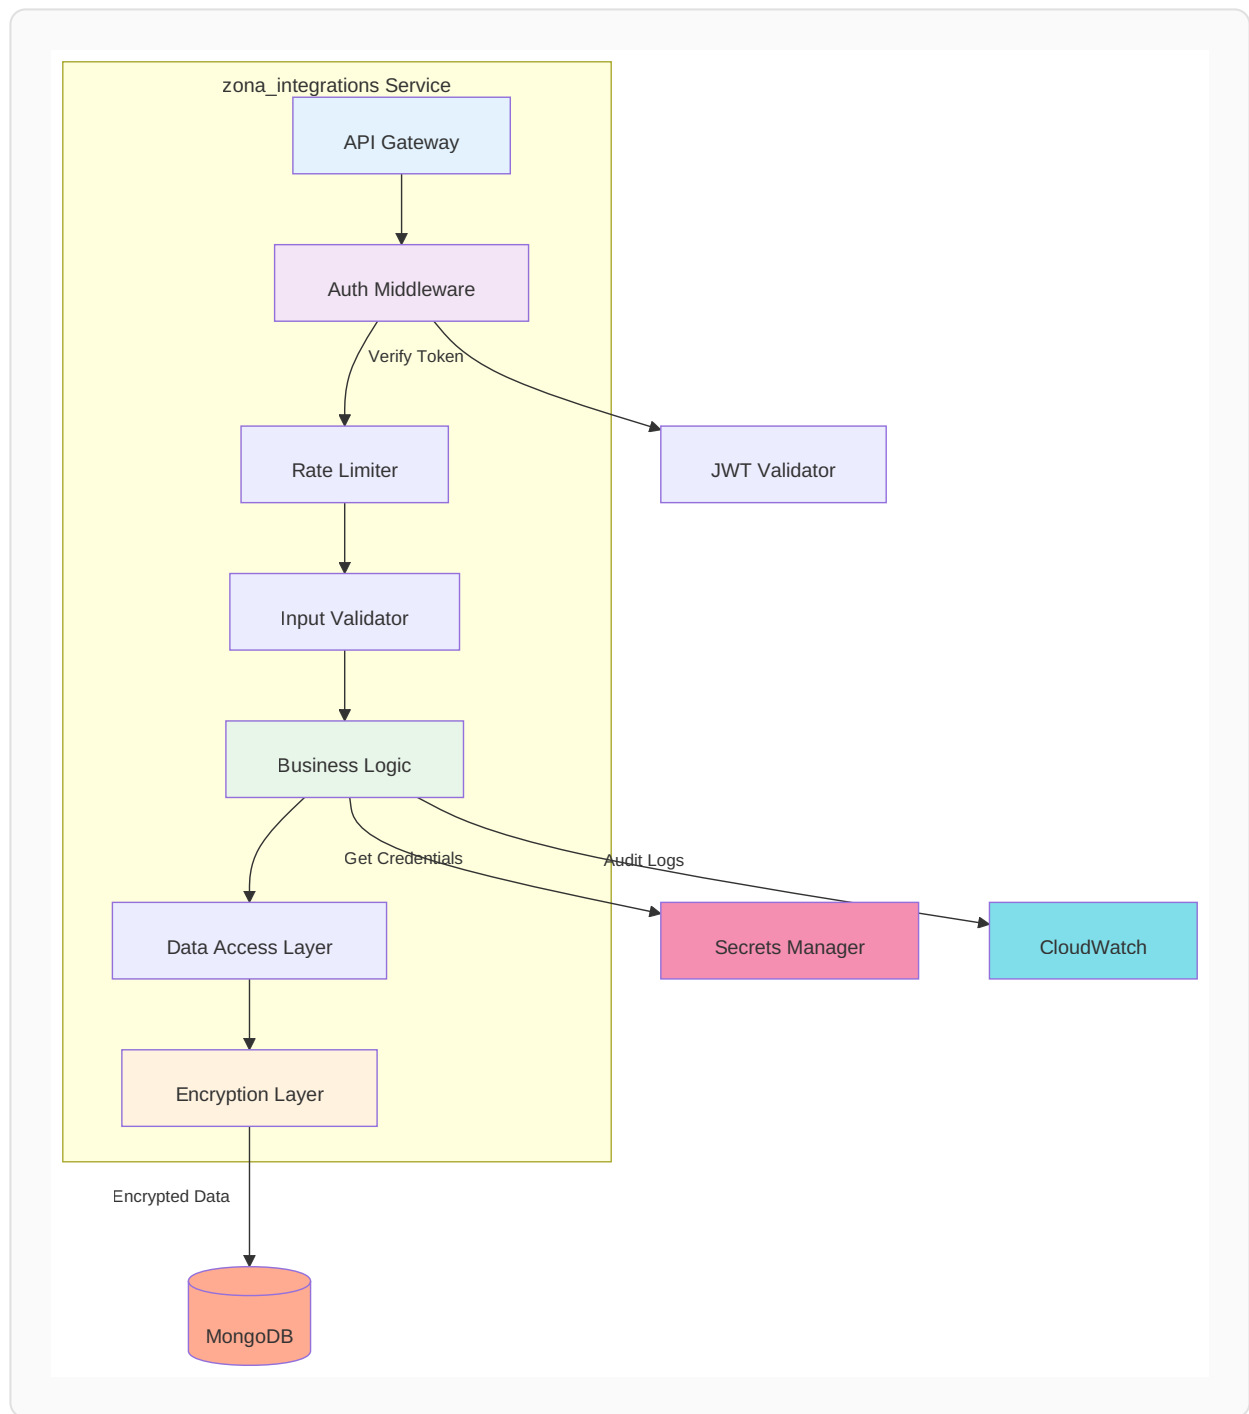 zona_integrations Service
API Gateway
Auth Middleware
Verify Token
Rate Limiter
JWT Validator
Input Validator
Business Logic
Get Credentials
Audit Logs
Data Access Layer
Secrets Manager
CloudWatch
Encryption Layer
Encrypted Data
MongoDB